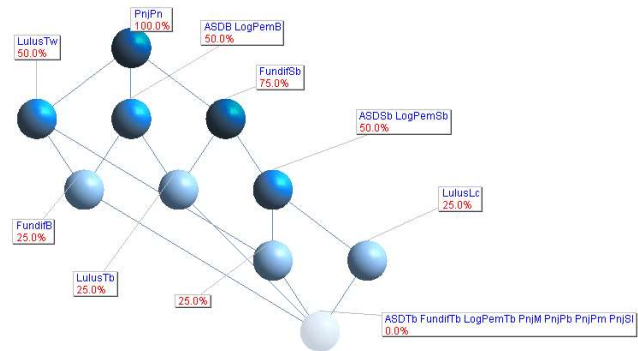 PnjPn
100.0%
ASDB LogPemB
50.0%
LulusTw
50.0%
FundifSb
75.0%
ASDSb LogPemSb
50.0%
LulusLc
25.0%
FundifB
25.0%
LulusTb
25.0%
25.0%
ASDTb FundifTb LogPemTb PnjM PnjPb PnjPm PnjSl
0.0%